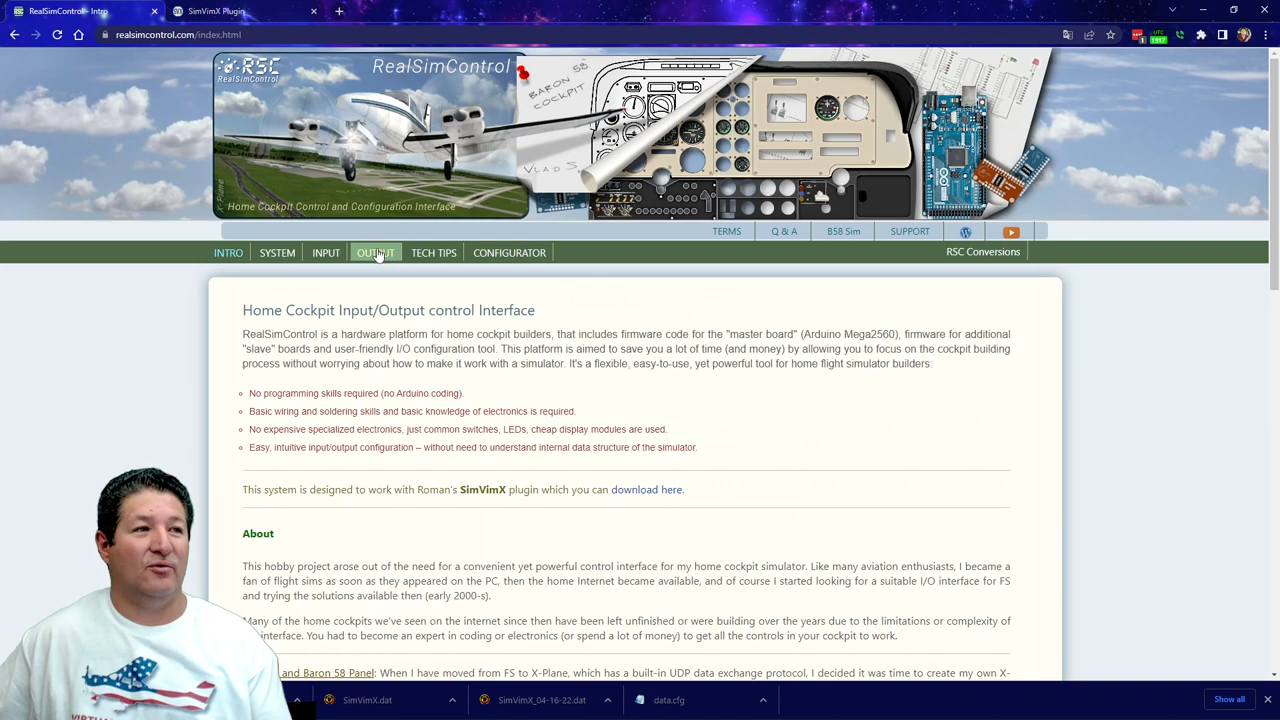 RealSimControl
SimVimX Plugin
realsimcontrol.com/index.html
UTC
1917
1
RSC
RealSimControl
RealSimControl
BARON 58
COCKPIT
VLAD S
X-Plane
Home CockPit Control and Configuration Interface
TERMS
Q & A
B58 Sim
SUPPORT
INTRO
SYSTEM
INPUT
OUTPUT
TECH TIPS
CONFIGURATOR
RSC Conversions
Home Cockpit Input/Output control Interface
RealSimControl is a hardware platform for home cockpit builders, that includes firmware code for the "master board" (Arduino Mega2560), firmware for additional
"slave" boards and user-friendly I/O configuration tool. This platform is aimed to save you a lot of time (and money) by allowing you to focus on the cockpit building
process without worrying about how to make it work with a simulator. It's a flexible, easy-to-use, yet powerful tool for home flight simulator builders:
No programming skills required (no Arduino coding).
Basic wiring and soldering skills and basic knowledge of electronics is required.
No expensive specialized electronics, just common switches, LEDs, cheap display modules are used.
Easy, intuitive input/output configuration – without need to understand internal data structure of the simulator.
This system is designed to work with Roman's SimVimX plugin which you can download here.
About
This hobby project arose out of the need for a convenient yet powerful control interface for my home cockpit simulator. Like many aviation enthusiasts, I became a
fan of flight sims as soon as they appeared on the PC, then the home Internet became available, and of course I started looking for a suitable I/O interface for FS
and trying the solutions available then (early 2000-s).
Many of the home cockpits we've seen on the internet since then have been left unfinished or were building over the years due to the limitations or complexity of
interface. You had to become an expert in coding or electronics (or spend a lot of money) to get all the controls in your cockpit to work.
and Baron 58 Panel: When I have moved from FS to X-Plane, which has a built-in UDP data exchange protocol, I decided it was time to create my own X-
SimVimX.dat
SimVimX_04-16-22.dat
data.cfg
Show all